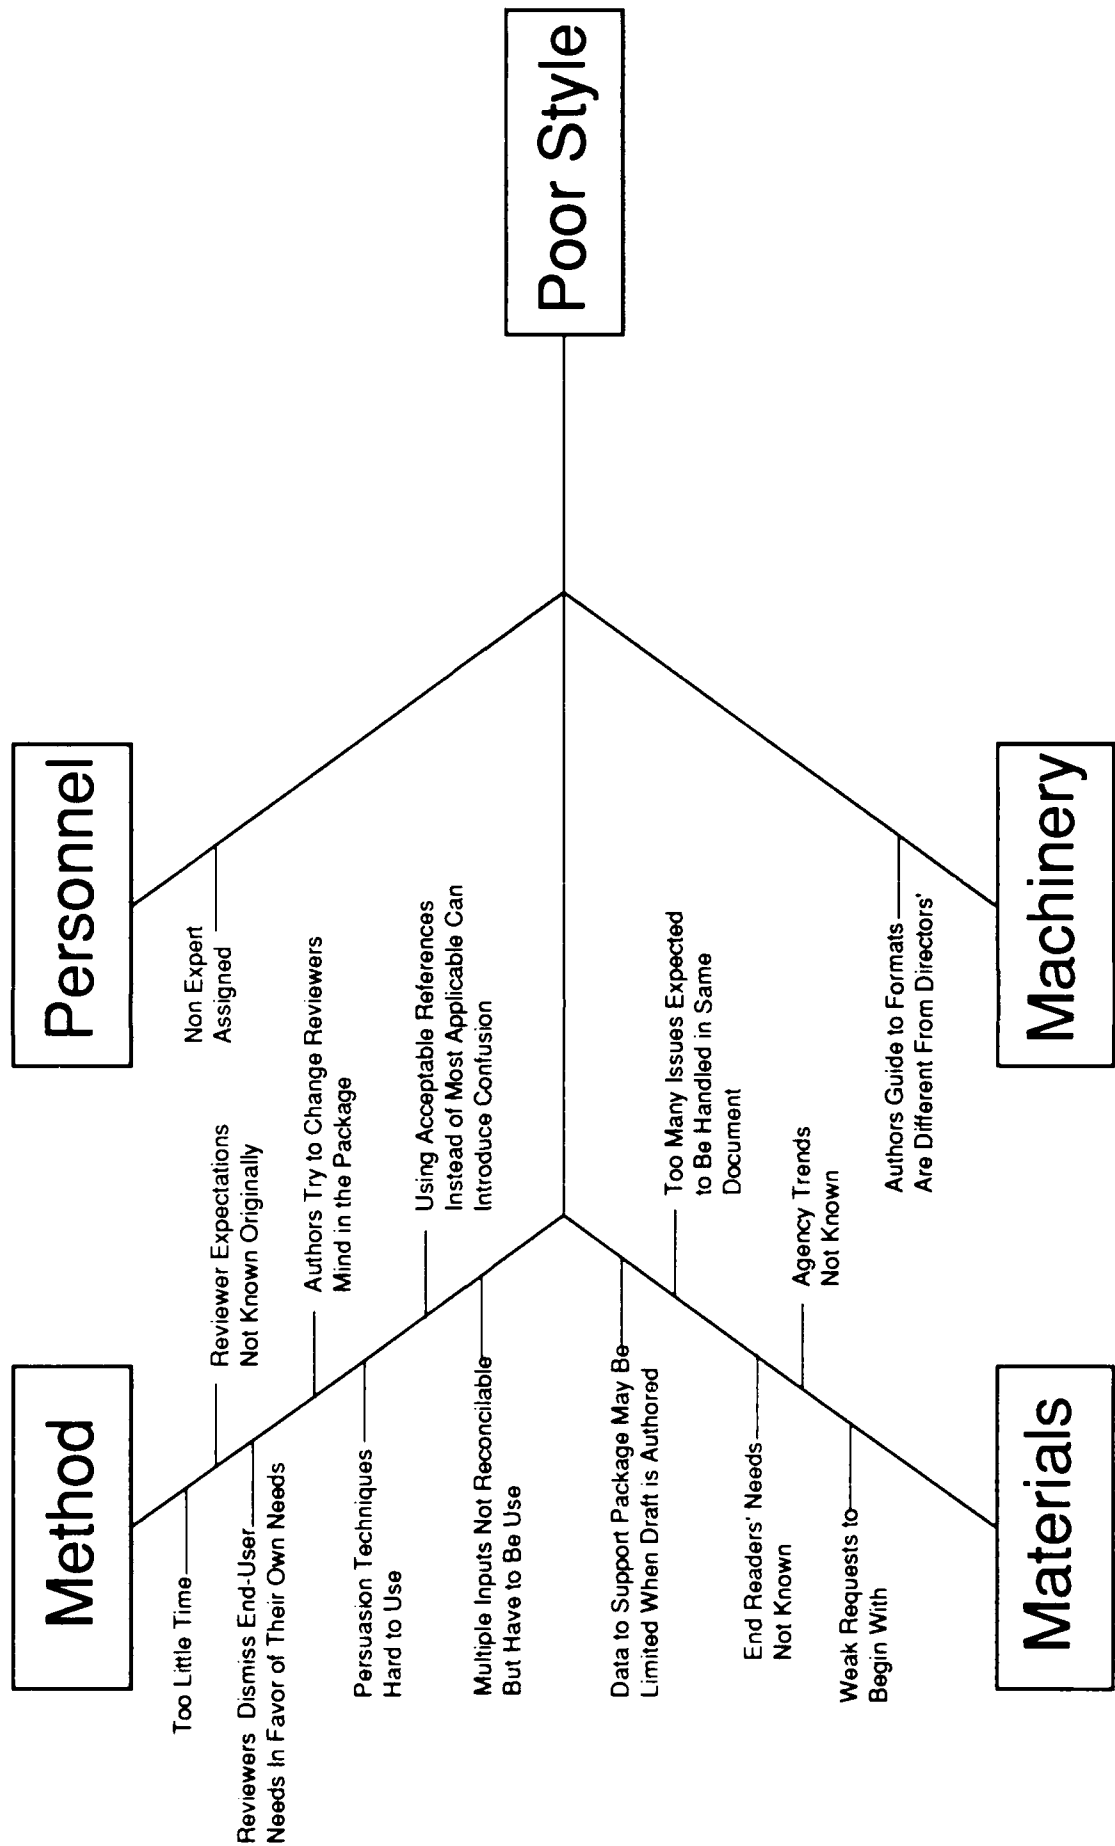 Method
Personnel
Too Little Time
Reviewer Expectations
Not Known Originally
Non Expert
Assigned
Reviewers Dismiss End-User
Needs In Favor of Their Own Needs
Authors Try to Change Reviewers
Mind in the Package
Persuasion Techniques
Hard to Use
Using Acceptable References
Instead of Most Applicable Can
Introduce Confusion
Multiple Inputs Not Reconcilable
But Have to Be Use
Poor Style
Data to Support Package May Be
Limited When Draft is Authored
Too Many Issues Expected
to Be Handled in Same
Document
End Readers' Needs
Not Known
Agency Trends
Not Known
Weak Requests to
Begin With
Authors Guide to Formats
Are Different From Directors'
Materials
Machinery